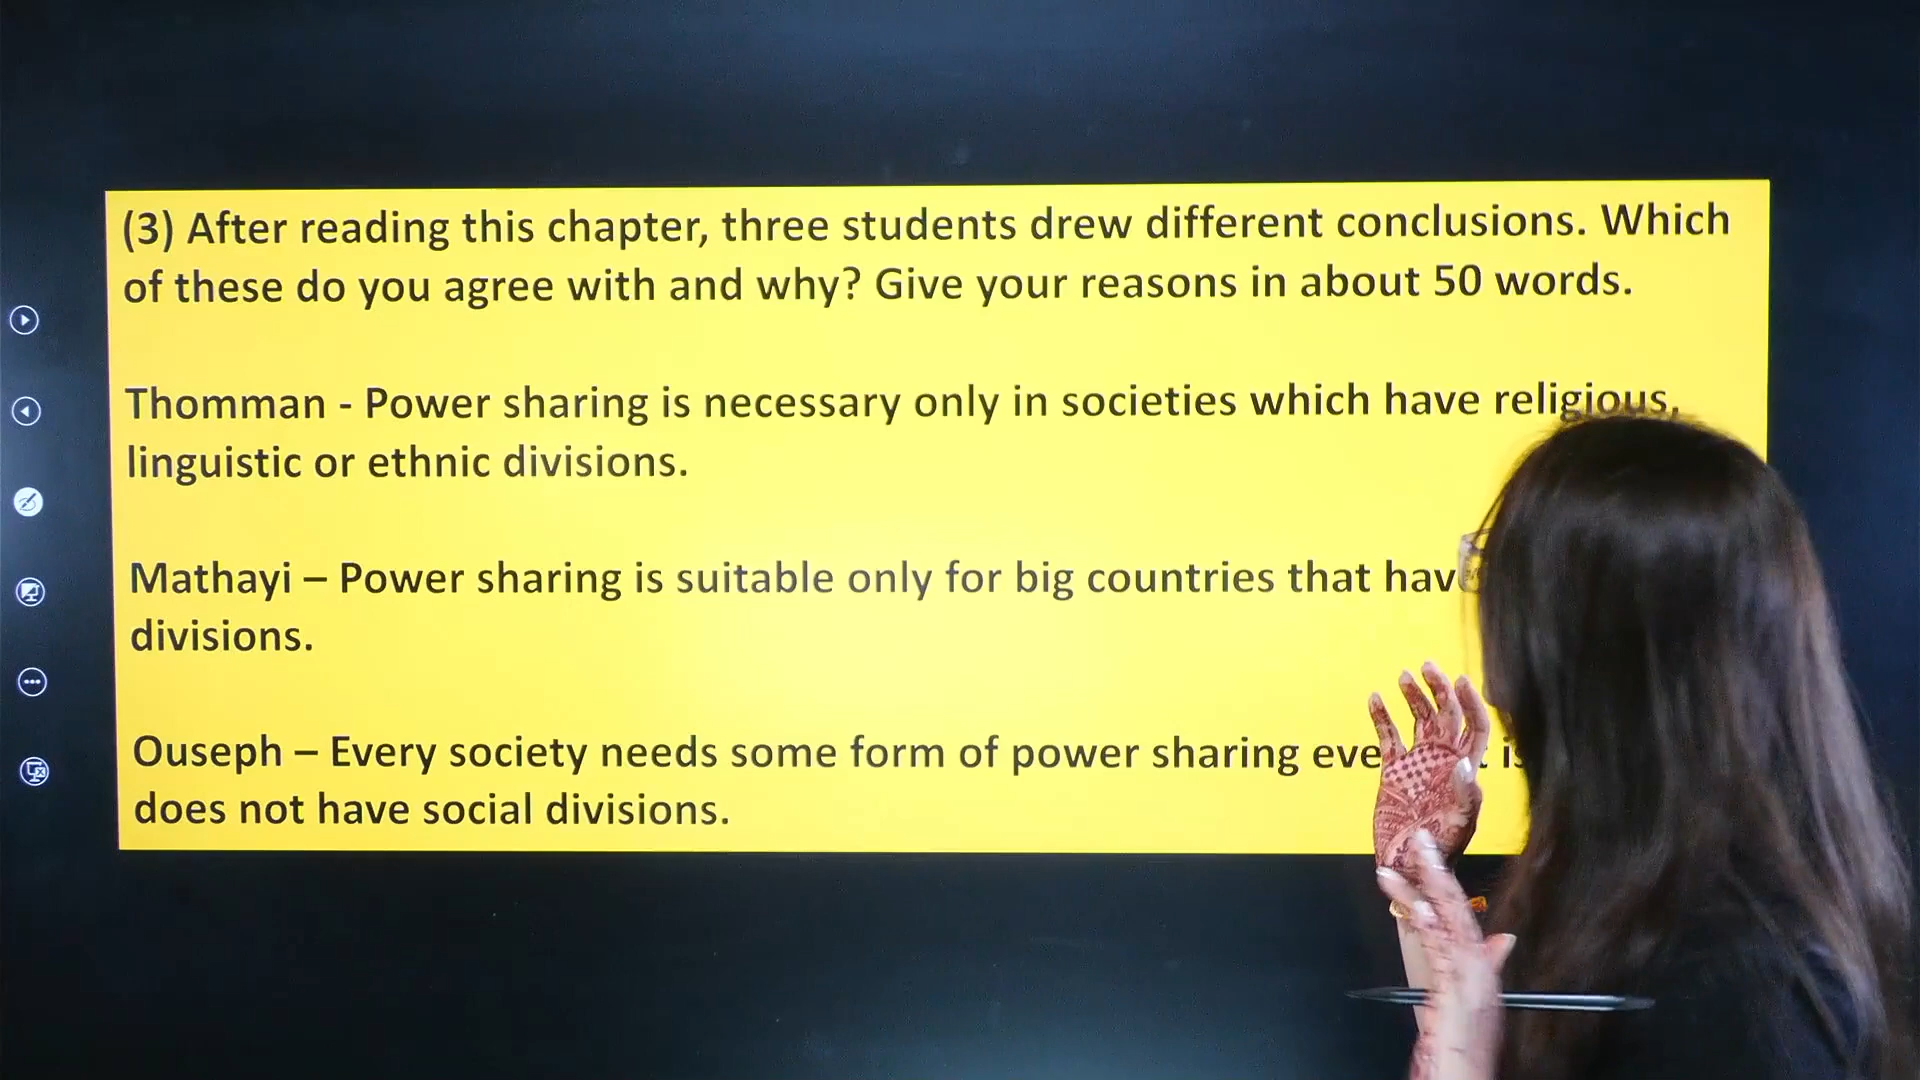 (3) After reading this chapter, three students drew different conclusions. Which
of these do you agree with and why? Give your reasons in about 50 words.
Thomman - Power sharing is necessary only in societies which have religious,
linguistic or ethnic divisions.
Mathayi – Power sharing is suitable only for big countries that have
divisions.
Ouseph – Every society needs some form of power sharing
does not have social divisions.